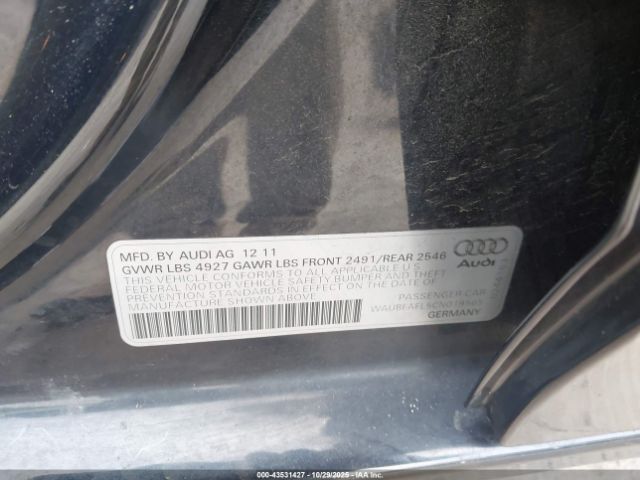 MFD. BY AUDI AG 12 11
GVWR LBS 4927 GAWR LBS FRONT 2491/REAR 2546
THIS VEHICLE CONFORMS TO ALL APPLICABLE U.S.
FEDERAL MOTOR VEHICLE SAFETY BUMPER AND THEFT
PREVENTION STANDARDS IN EFFECT ON THE DATE OF
MANUFACTURE SHOWN ABOVE.
Audi
PASSENGER CAR
GERMANY
000-43531427 - 10/29/2025 - IAAI.com